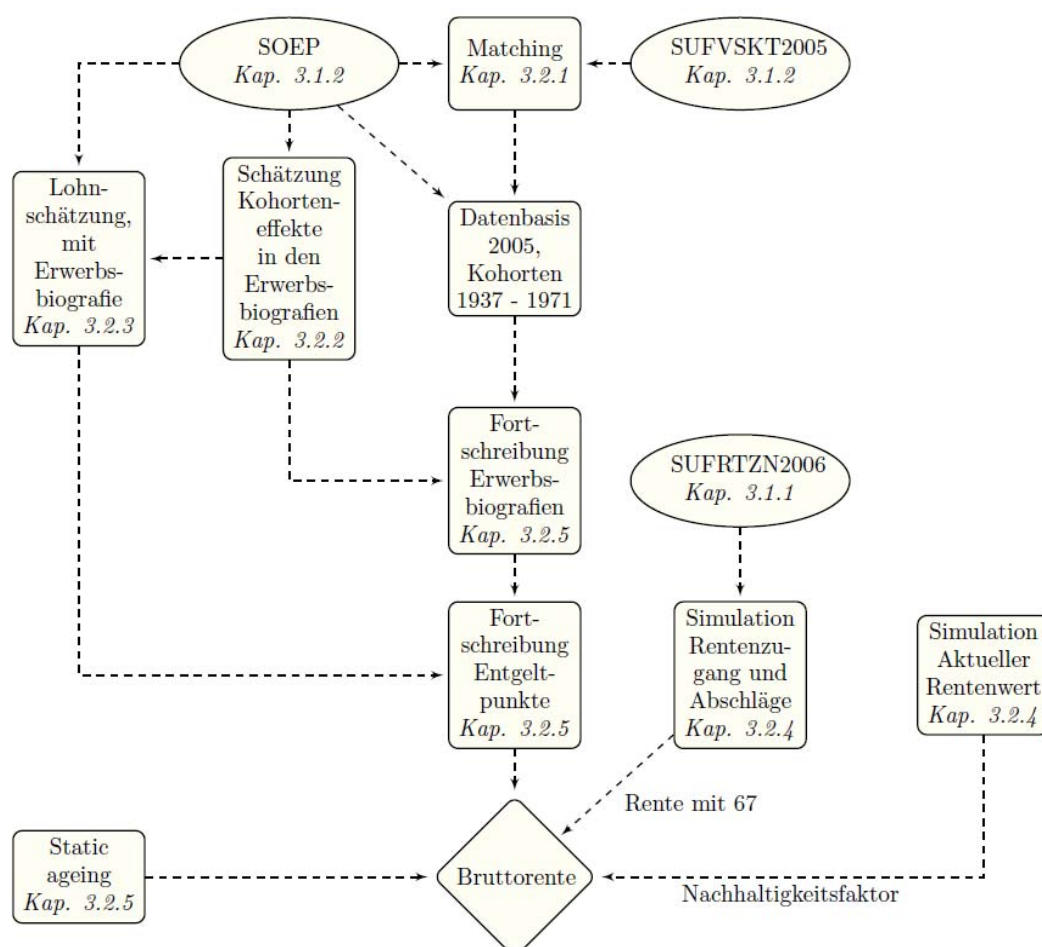 SOEP
Kap. 3.1.2
Matching
Kap. 3.2.1
SUFVSKT2005
Kap. 3.1.2
Lohn-
schätzung,
mit
Erwerbs-
biografie
Kap. 3.2.3
Schätzung
Kohorten-
effekte
in den
Erwerbs-
biografien
Kap. 3.2.2
Datenbasis
2005,
Kohorten
1937 - 1971
Fort-
schreibung
Erwerbs-
biografien
Kap. 3.2.5
SUFRTZN2006
Kap. 3.1.1
Fort-
schreibung
Entgelt-
punkte
Kap. 3.2.5
Simulation
Rentenzu-
gang und
Abschläge
Kap. 3.2.4
Simulation
Aktueller
Rentenwert
Kap. 3.2.4
Rente mit 67
Static
ageing
Kap. 3.2.5
Bruttorente
Nachhaltigkeitsfaktor